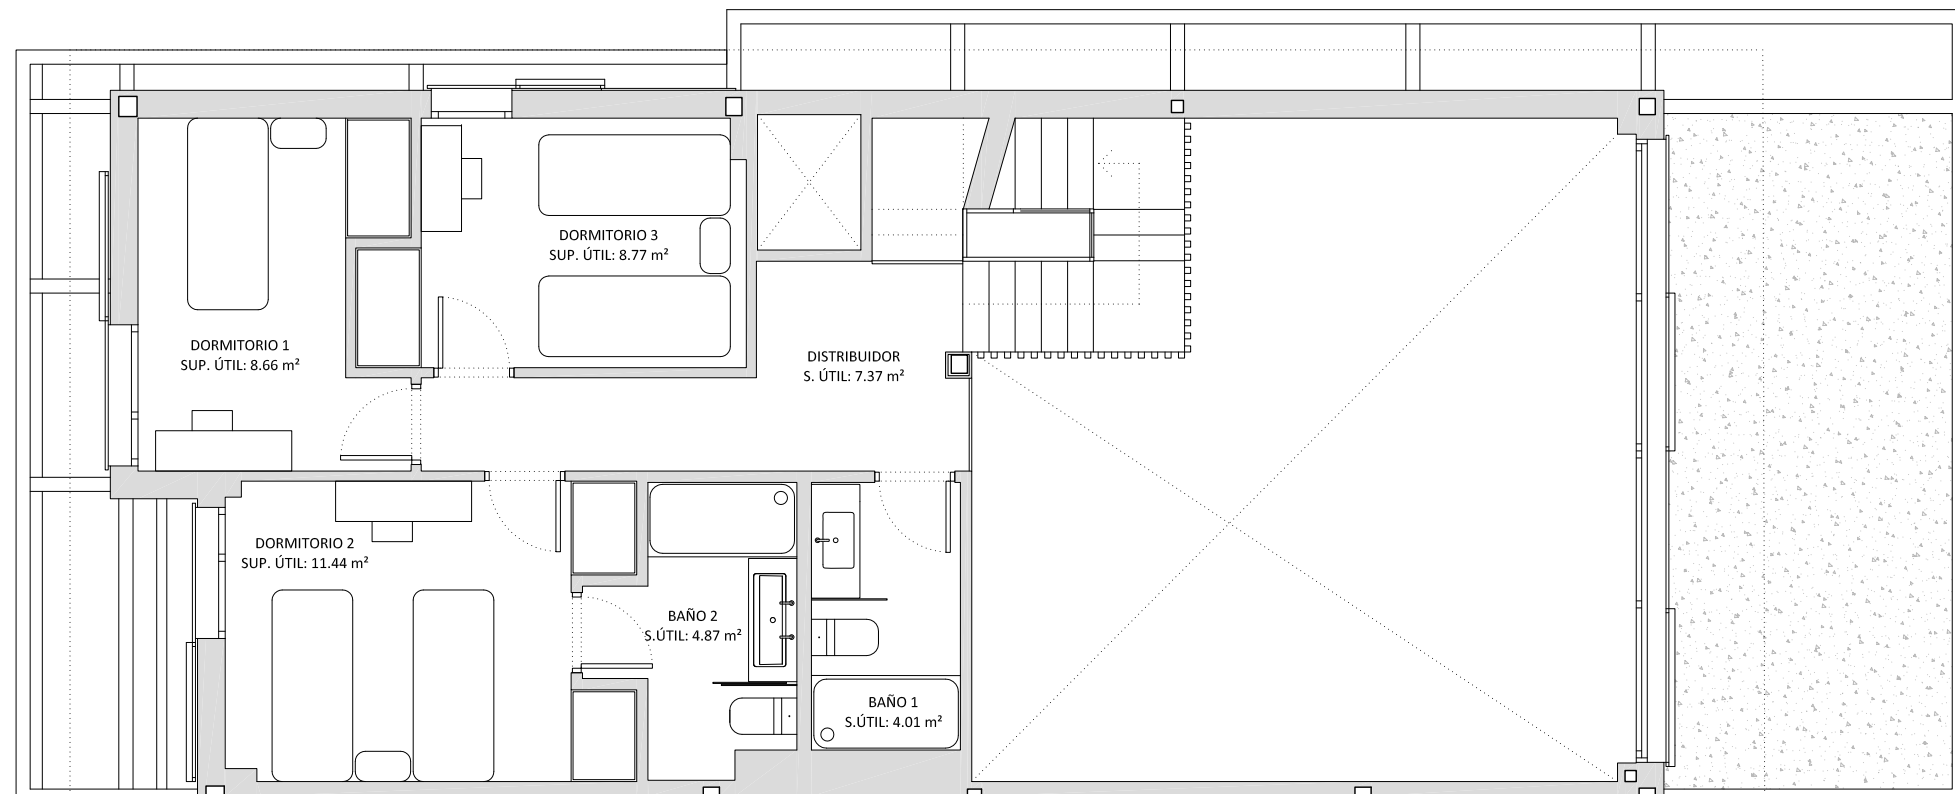 DORMITORIO 3
SUP. ÚTIL: 8.77 m²
DORMITORIO 1
SUP. ÚTIL: 8.66 m²
DISTRIBUIDOR
S. ÚTIL: 7.37 m²
DORMITORIO 2
SUP. ÚTIL: 11.44 m²
BAÑO 2
S.ÚTIL: 4.87 m²
BAÑO 1
S.ÚTIL: 4.01 m²